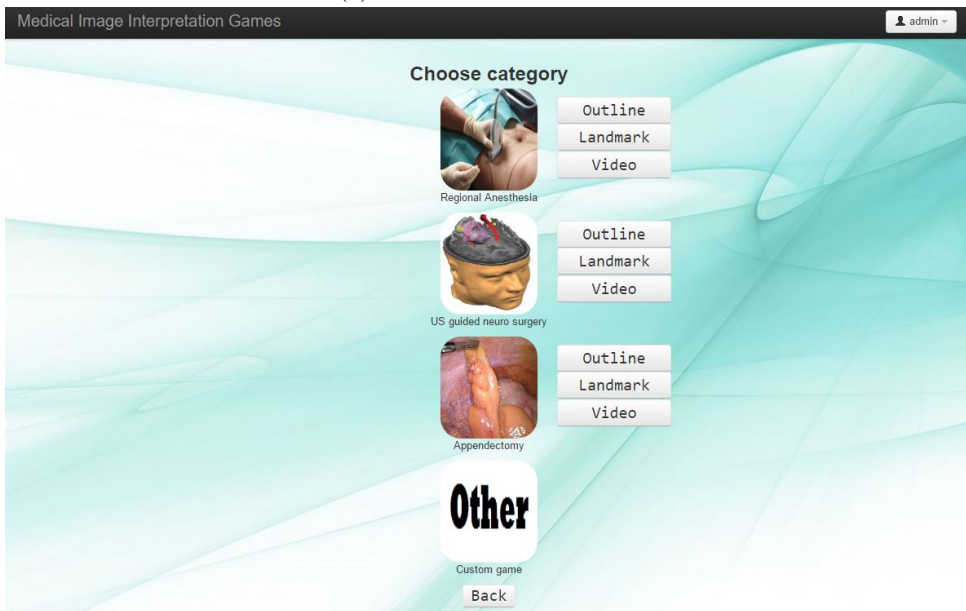 Medical Image Interpretation Games
admin
Choose category
Outline
Landmark
Video
Regional Anesthesia
Outline
Landmark
Video
US guided neuro surgery
Outline
Landmark
Video
Appendectomy
Other
Custom game
Back